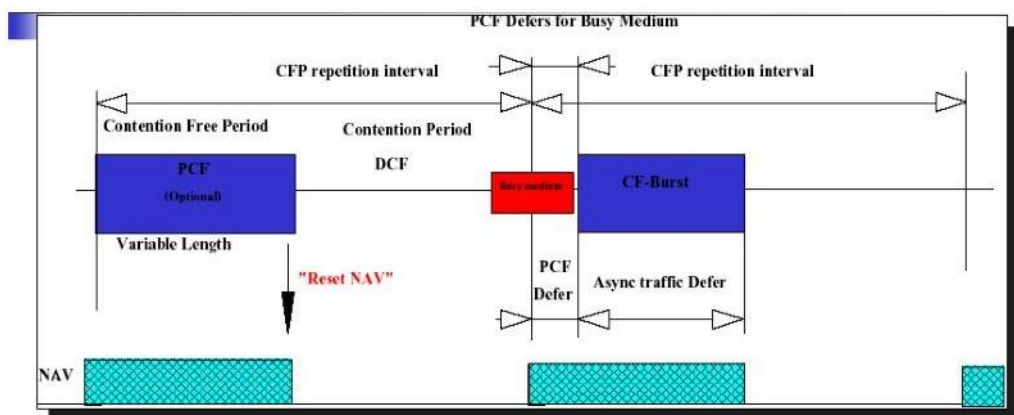 PCF Defers for Busy Medium
CFP repetition interval
CFP repetition interval
Contention Free Period
Contention Period
PCF
(Optional)
DCF
Busy medium
CF-Burst
Variable Length
"Reset NAV"
PCF
Defer
Async traffic Defer
NAV